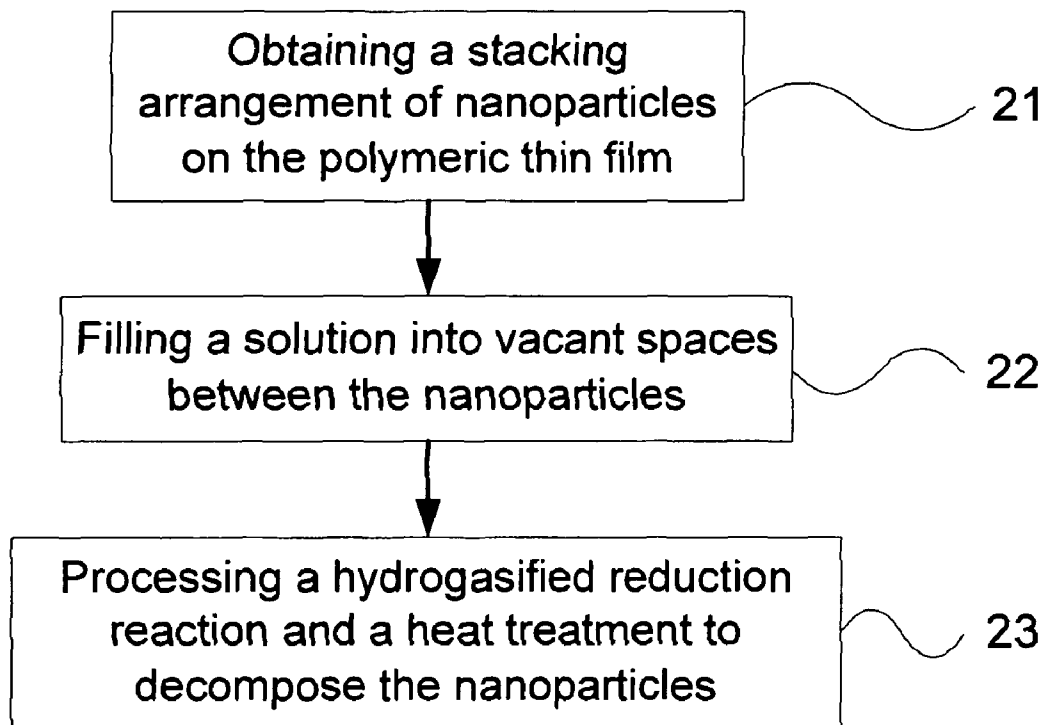 Obtaining a stacking
arrangement of nanoparticles
on the polymeric thin film
21
Filling a solution into vacant spaces
between the nanoparticles
22
Processing a hydrogasified reduction
reaction and a heat treatment to
decompose the nanoparticles
23